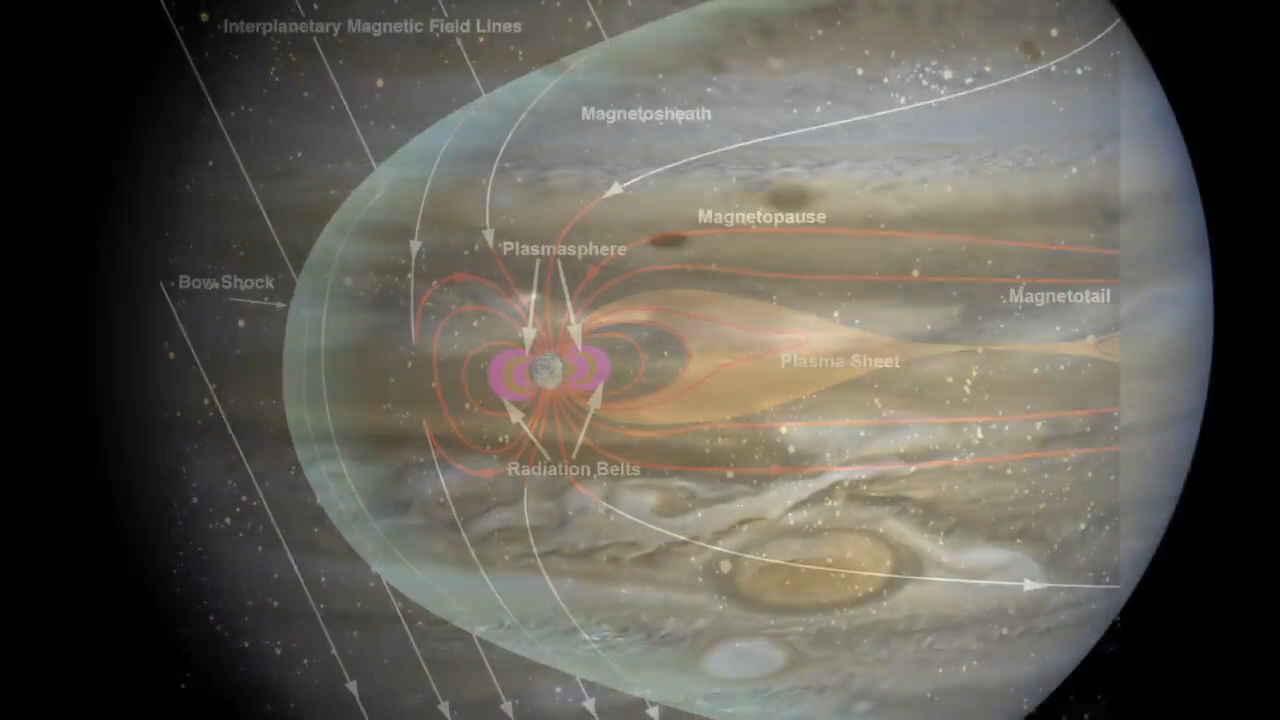 Interplanetary Magnetic Field Lines
Magnetosheath
Magnetopause
Plasmasphere
Bow Shock
Magnetotail
Plasma Sheet
Radiation Belts